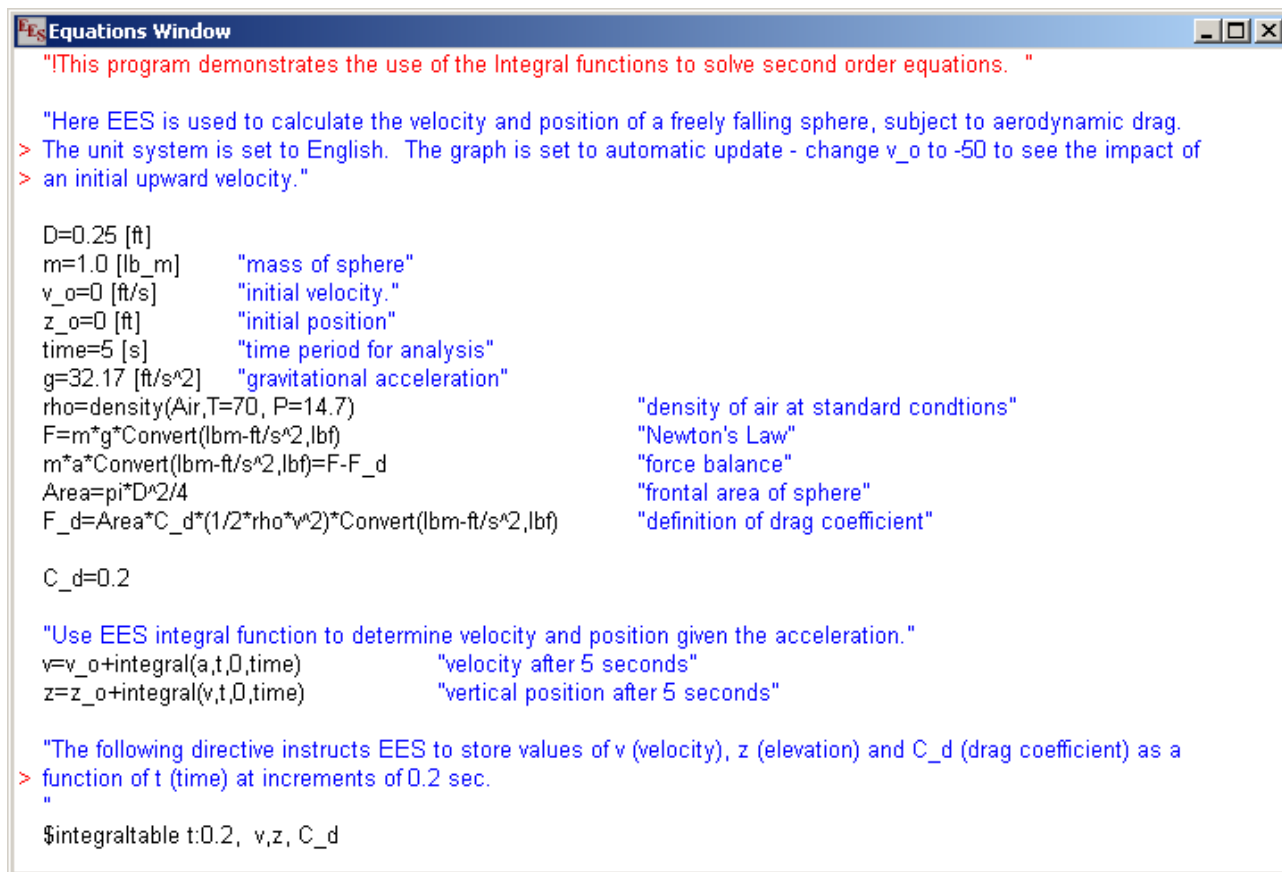 EES Equations Window
"!This program demonstrates the use of the Integral functions to solve second order equations.  "
"Here EES is used to calculate the velocity and position of a freely falling sphere, subject to aerodynamic drag.
> The unit system is set to English.  The graph is set to automatic update - change v_o to -50 to see the impact of
> an initial upward velocity."
D=0.25 [ft]
m=1.0 [lb_m] "mass of sphere"
v_o=0 [ft/s] "initial velocity."
z_o=0 [ft] "initial position"
time=5 [s] "time period for analysis"
g=32.17 [ft/s^2] "gravitational acceleration"
rho=density(Air,T=70, P=14.7) "density of air at standard condtions"
F=m*g*Convert(lbm-ft/s^2,lbf) "Newton's Law"
m*a*Convert(lbm-ft/s^2,lbf)=F-F_d "force balance"
Area=pi*D^2/4 "frontal area of sphere"
F_d=Area*C_d*(1/2*rho*v^2)*Convert(lbm-ft/s^2,lbf) "definition of drag coefficient"
C_d=0.2
"Use EES integral function to determine velocity and position given the acceleration."
v=v_o+integral(a,t,0,time) "velocity after 5 seconds"
z=z_o+integral(v,t,0,time) "vertical position after 5 seconds"
"The following directive instructs EES to store values of v (velocity), z (elevation) and C_d (drag coefficient) as a
> function of t (time) at increments of 0.2 sec.
"
$integraltable t:0.2,  v,z, C_d